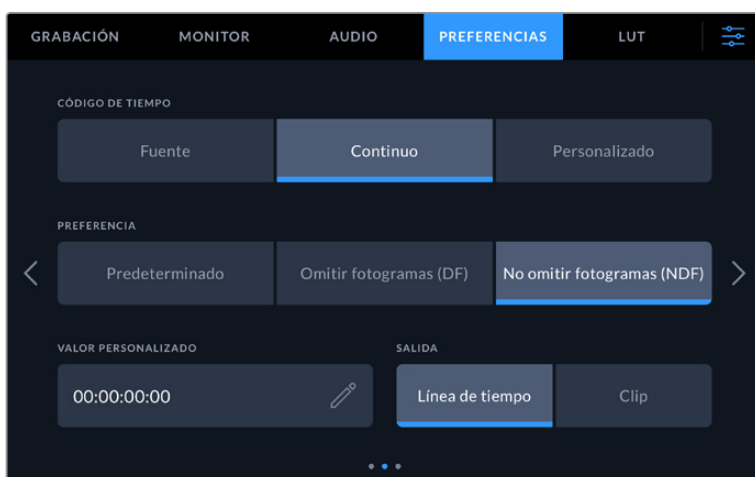 GRABACIÓN MONITOR AUDIO PREFERENCIAS LUT
CÓDIGO DE TIEMPO
Fuente Continuo Personalizado
PREFERENCIA
Predeterminado Omitir fotogramas (DF) No omitir fotogramas (NDF)
VALOR PERSONALIZADO SALIDA
00:00:00:00 Línea de tiempo Clip